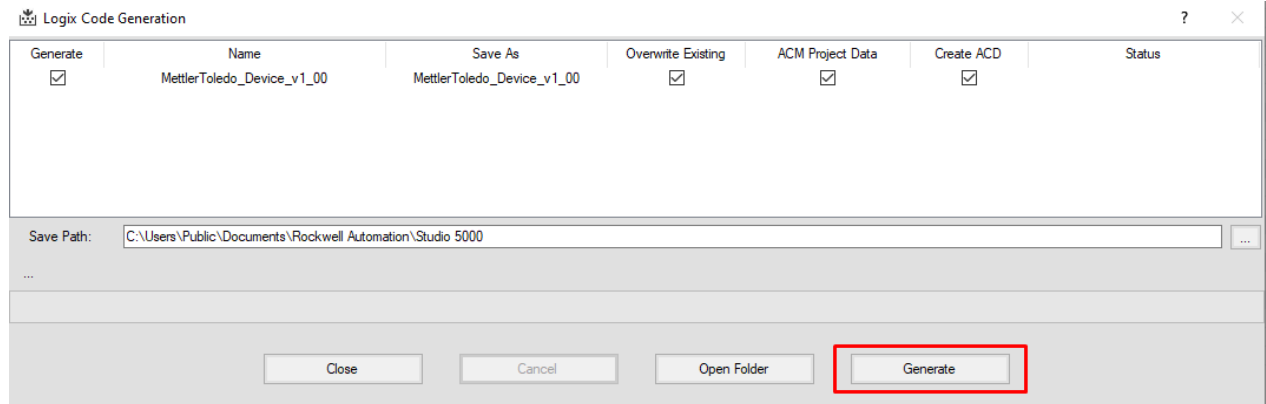 Logix Code Generation ?
Generate Name Save As Overwrite Existing ACM Project Data Create ACD Status
MettlerToledo_Device_v1_00 MettlerToledo_Device_v1_00
Save Path: C:\Users\Public\Documents\Rockwell Automation\Studio 5000 ...
...
Close Cancel Open Folder Generate